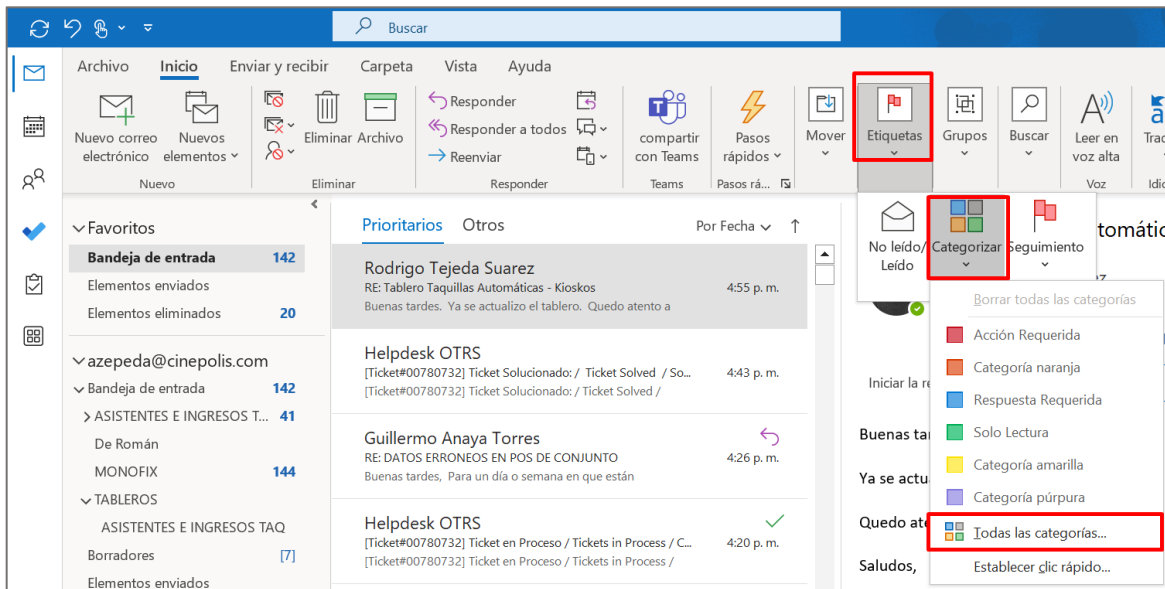 Buscar
Archivo Inicio Enviar y recibir Carpeta Vista Ayuda
Nuevo correo electrónico
Nuevos elementos
Eliminar
Archivo
Responder
Responder a todos
Reenviar
compartir con Teams
Pasos rápidos
Mover
Etiquetas
Grupos
Buscar
Leer en voz alta
Nuevo
Eliminar
Responder
Teams
Pasos rá...
Voz
No leído/ Leído
Categorizar
Seguimiento
Borrar todas las categorías
Acción Requerida
Categoría naranja
Respuesta Requerida
Solo Lectura
Categoría amarilla
Categoría púrpura
Todas las categorías...
Establecer clic rápido...
Favoritos
Bandeja de entrada 142
Elementos enviados
Elementos eliminados 20
azepeda@cinepolis.com
Bandeja de entrada 142
ASISTENTES E INGRESOS T... 41
De Román
MONOFIX 144
TABLEROS
ASISTENTES E INGRESOS TAQ
Borradores [7]
Elementos enviados
Prioritarios Otros Por Fecha
Rodrigo Tejeda Suarez
RE: Tablero Taquillas Automáticas - Kioskos 4:55 p. m.
Buenas tardes. Ya se actualizo el tablero. Quedo atento a
Helpdesk OTRS
[Ticket#00780732] Ticket Solucionado: / Ticket Solved / So... 4:43 p. m.
[Ticket#00780732] Ticket Solucionado: / Ticket Solved /
Guillermo Anaya Torres
RE: DATOS ERRONEOS EN POS DE CONJUNTO 4:26 p. m.
Buenas tardes, Para un día o semana en que están
Helpdesk OTRS
[Ticket#00780732] Ticket en Proceso / Tickets in Process / C... 4:20 p. m.
[Ticket#00780732] Ticket en Proceso / Tickets in Process /
Iniciar la
Buenas
Ya se
Quedo
Saludos,